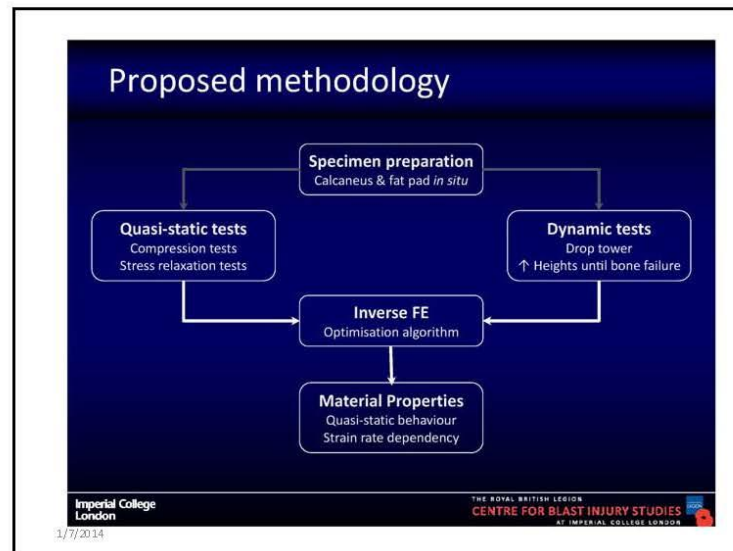 Proposed methodology
Specimen preparation
Calcaneus & fat pad in situ
Quasi-static tests
Compression tests
Stress relaxation tests
Dynamic tests
Drop tower
↑ Heights until bone failure
Inverse FE
Optimisation algorithm
Material Properties
Quasi-static behaviour
Strain rate dependency
Imperial College
London
THE ROYAL BRITISH LEGION
CENTRE FOR BLAST INJURY STUDIES
AT IMPERIAL COLLEGE LONDON
1/7/2014